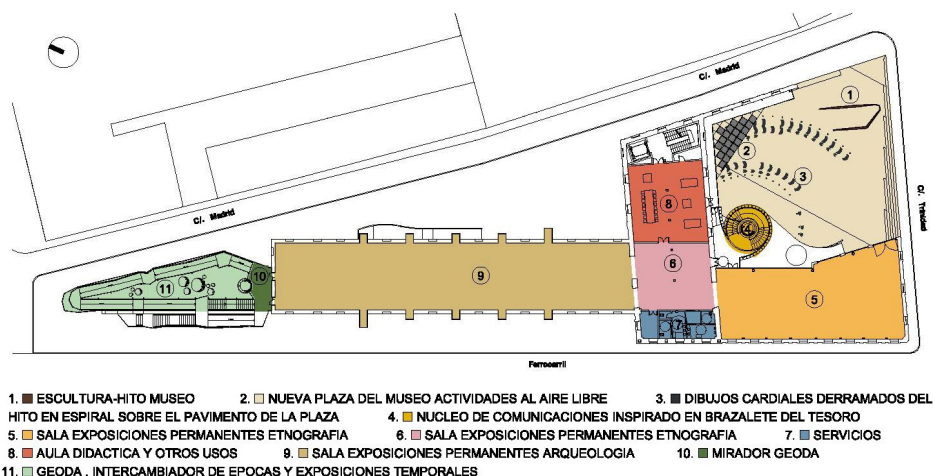 C/. Madrid
1
2
3
C/. Trinidad
8
4
C/. Madrid
6
10
9
11
5
7
Ferrocarril
1. ESCULTURA-HITO MUSEO 2. NUEVA PLAZA DEL MUSEO ACTIVIDADES AL AIRE LIBRE 3. DIBUJOS CARDIALES DERRAMADOS DEL
HITO EN ESPIRAL SOBRE EL PAVIMENTO DE LA PLAZA 4. NUCLEO DE COMUNICACIONES INSPIRADO EN BRAZALETE DEL TESORO
5. SALA EXPOSICIONES PERMANENTES ETNOGRAFIA 6. SALA EXPOSICIONES PERMANENTES ETNOGRAFIA 7. SERVICIOS
8. AULA DIDACTICA Y OTROS USOS 9. SALA EXPOSICIONES PERMANENTES ARQUEOLOGIA 10. MIRADOR GEODA
11. GEODA . INTERCAMBIADOR DE EPOCAS Y EXPOSICIONES TEMPORALES